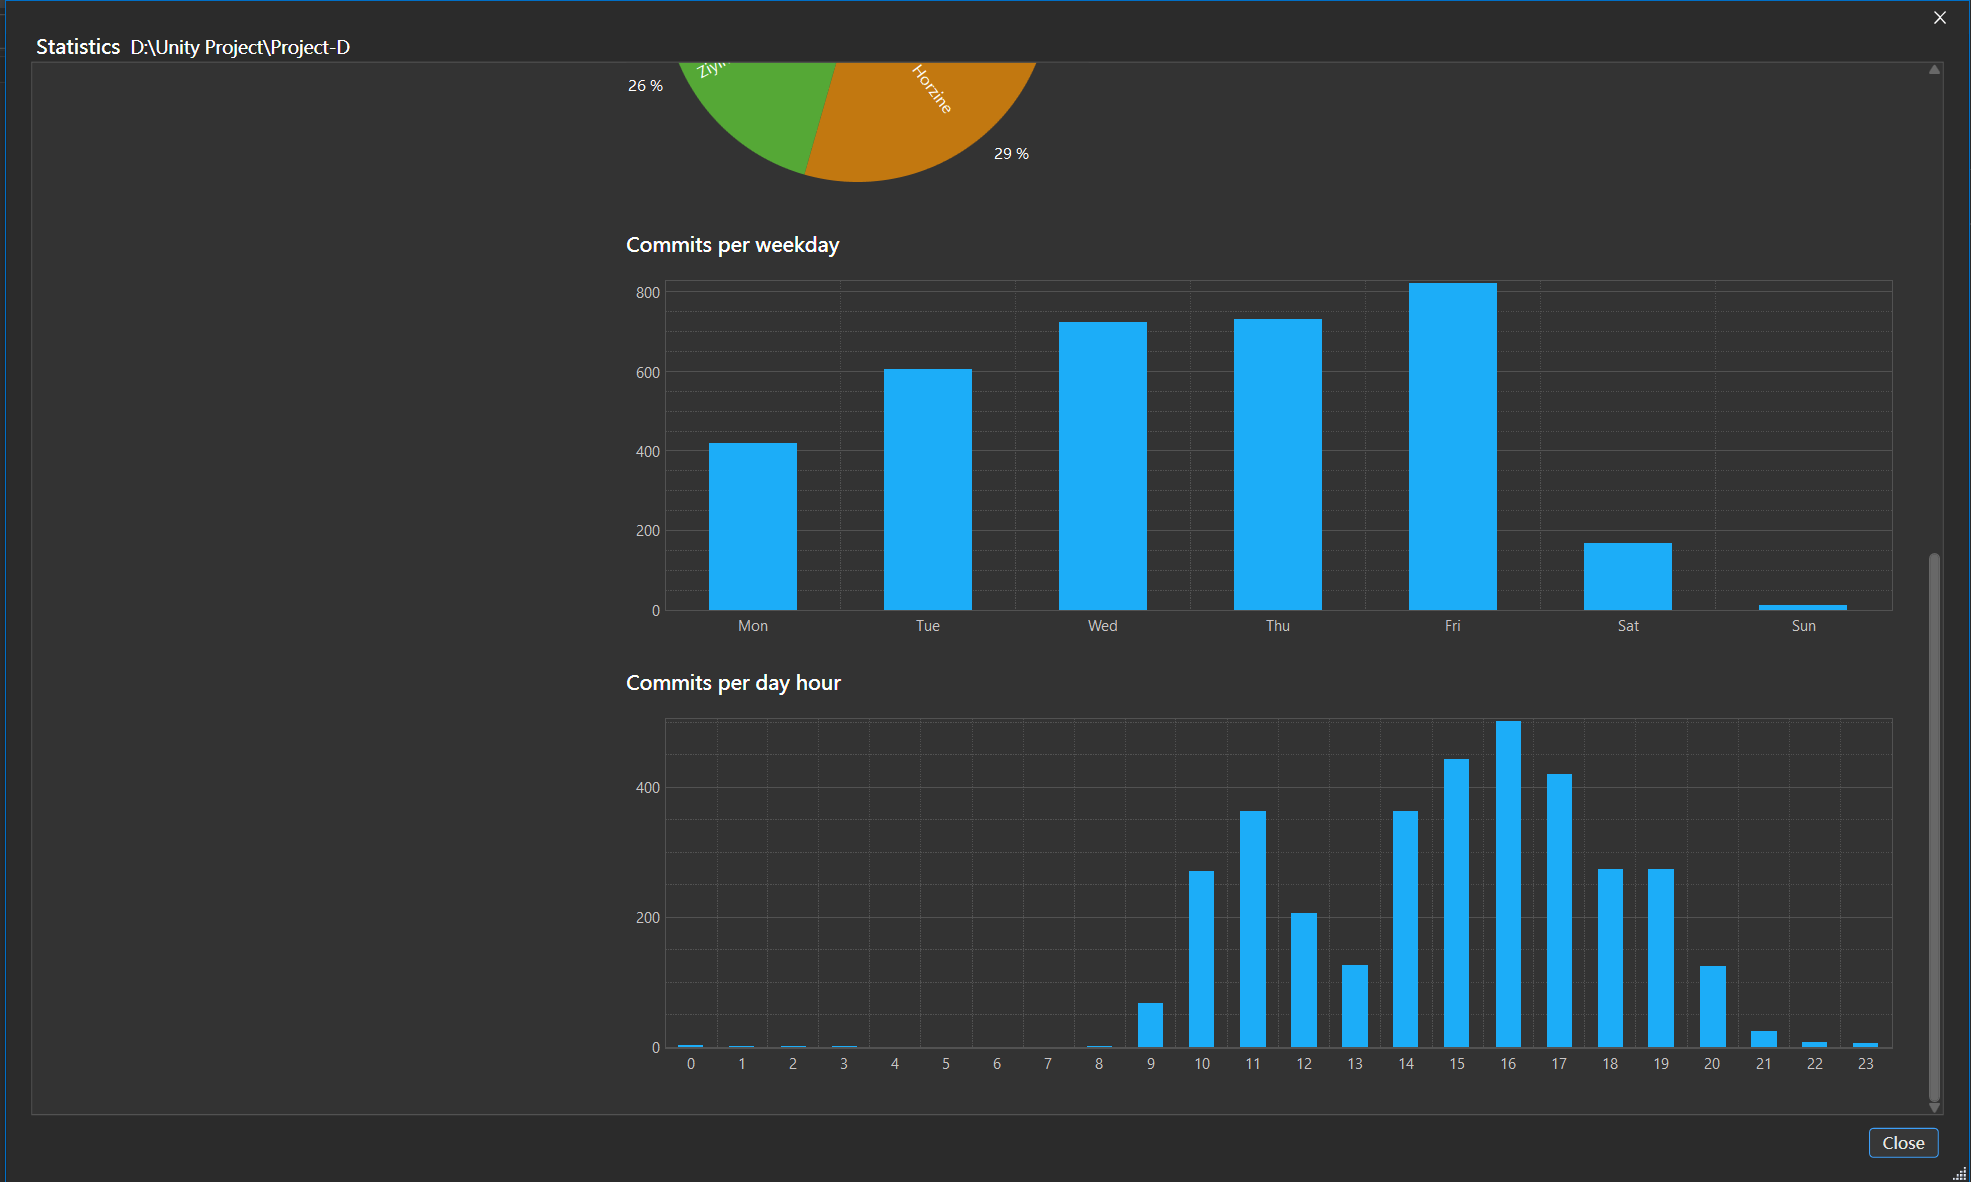 Statistics D:\Unity Project\Project-D
26 %
Horzine
29 %
Commits per weekday
800
600
400
200
0
Mon Tue Wed Thu Fri Sat Sun
Commits per day hour
400
200
0
0 1 2 3 4 5 6 7 8 9 10 11 12 13 14 15 16 17 18 19 20 21 22 23
Close